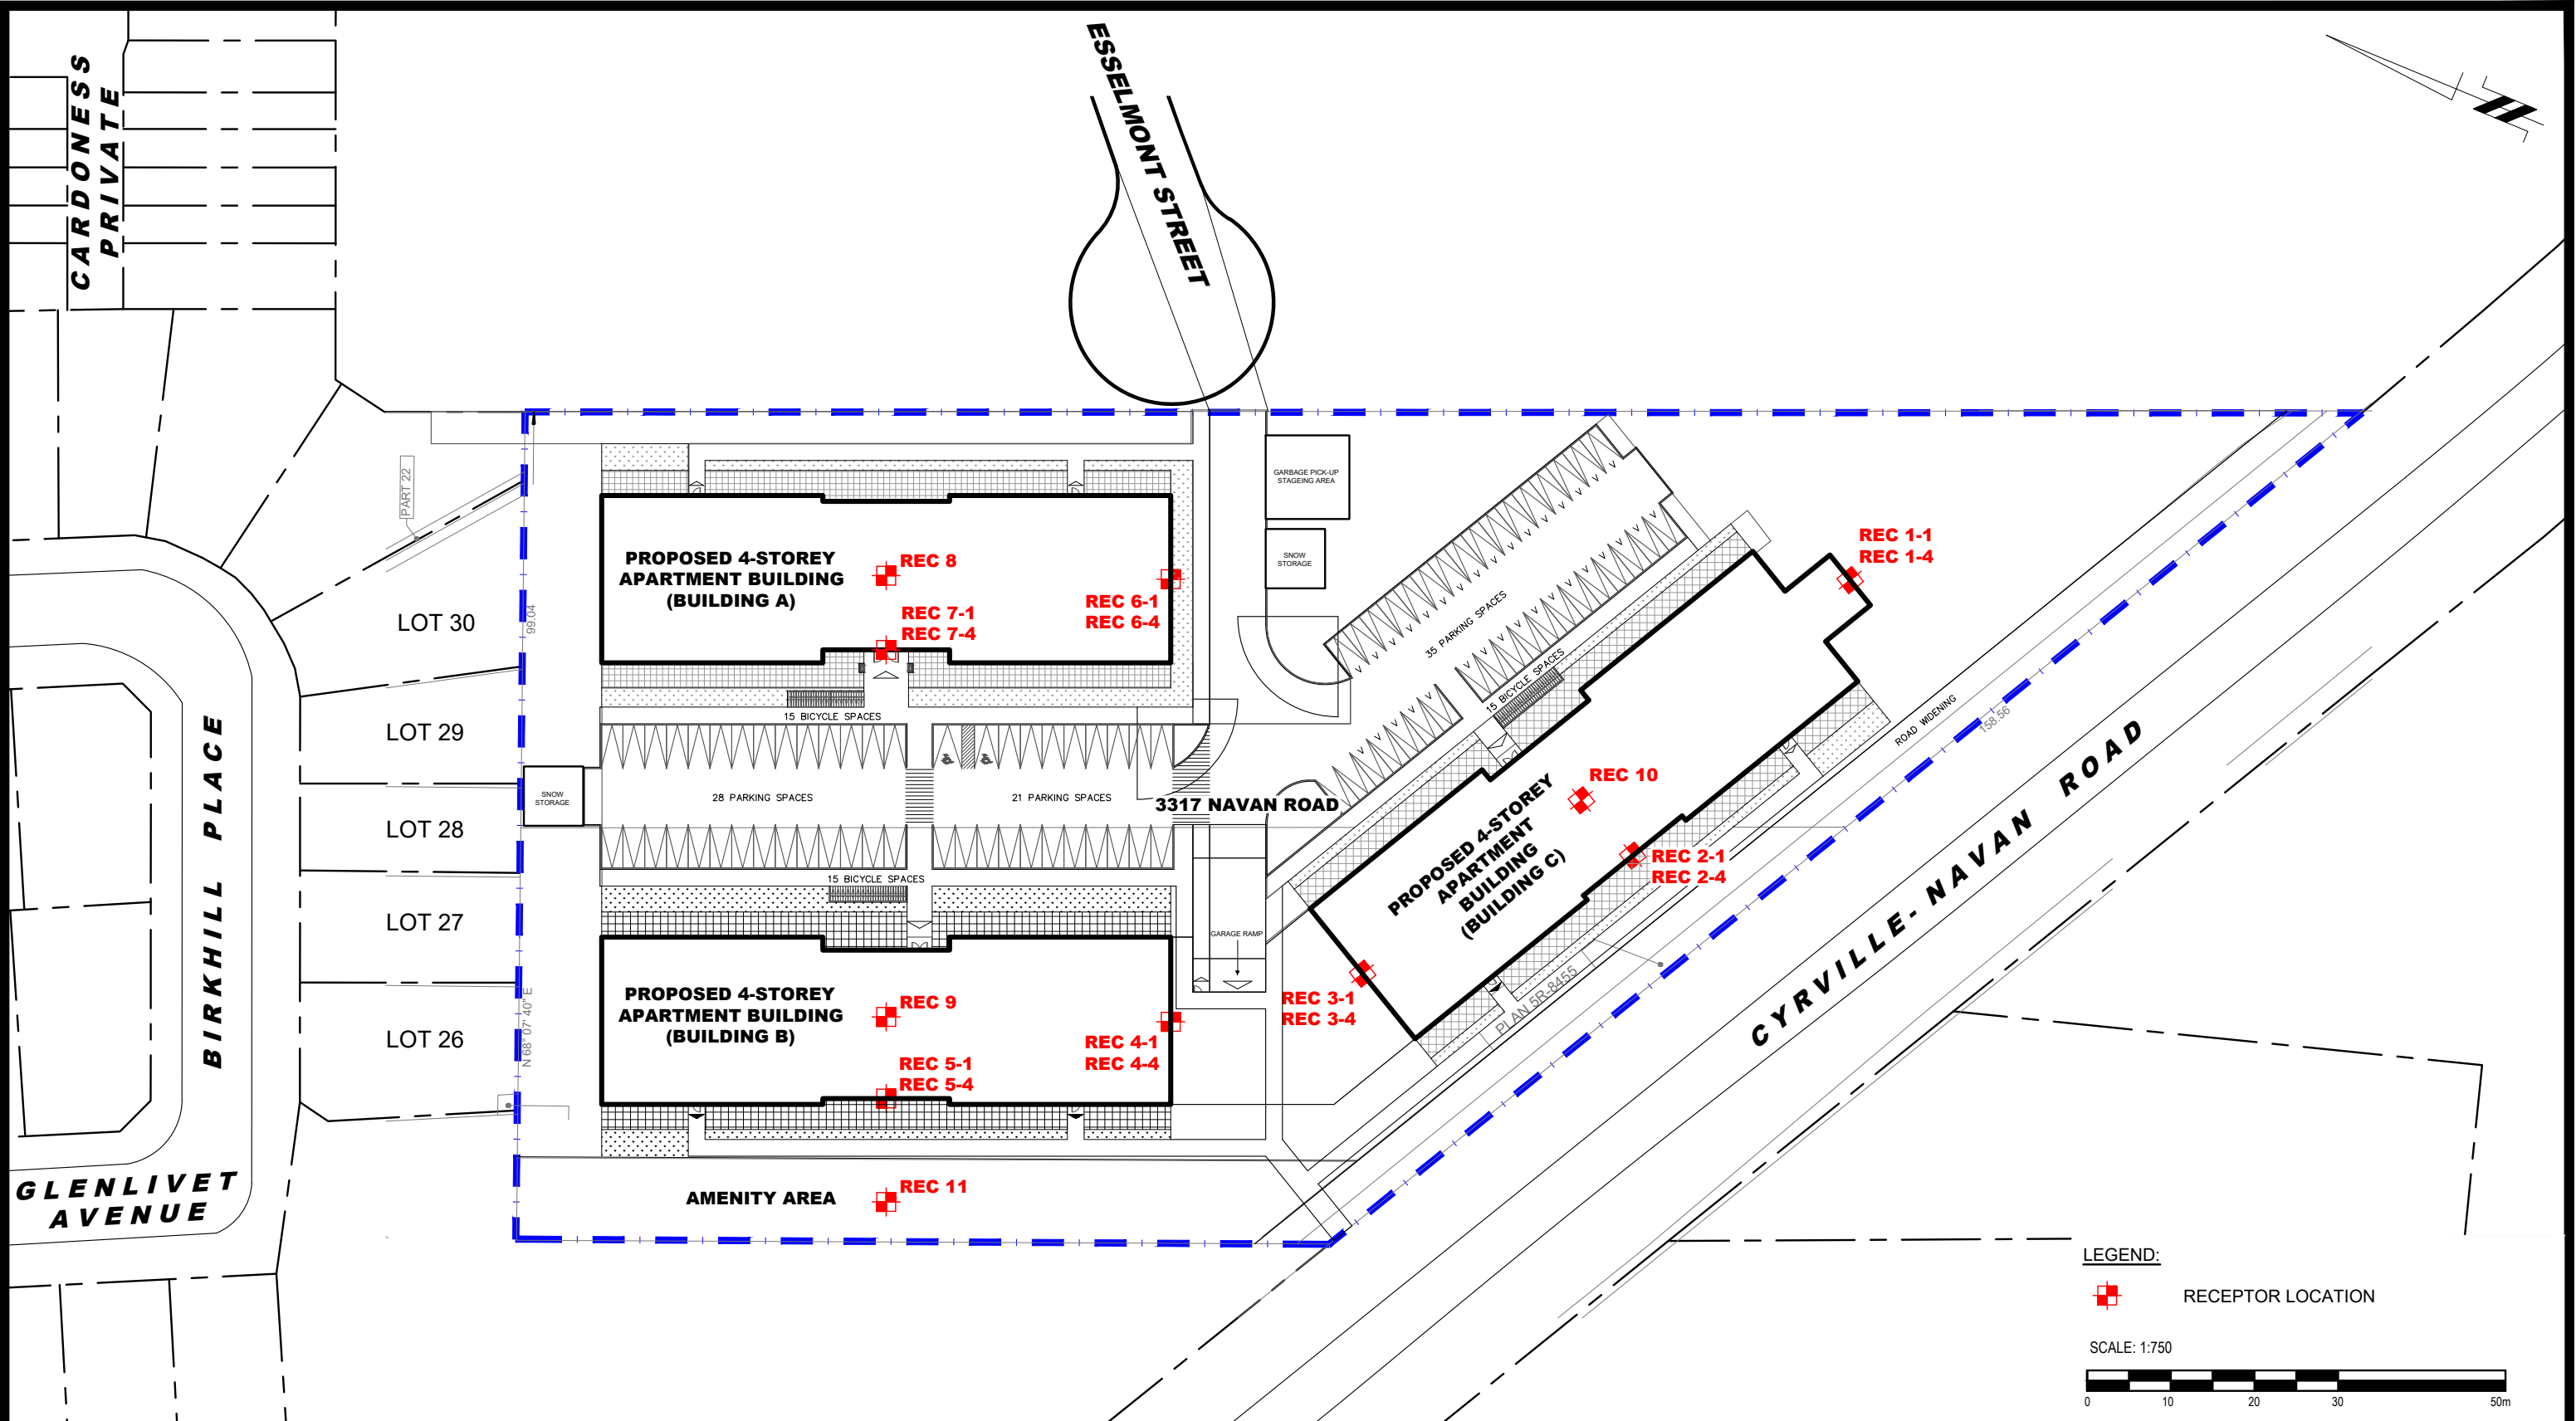 CARDONESS
PRIVATE
ESSELMONT STREET
PART 22
99.04
N 68° 07' 40" E
LOT 30
LOT 29
LOT 28
LOT 27
LOT 26
BIRKHILL PLACE
GLENLIVET
AVENUE
PROPOSED 4-STOREY
APARTMENT BUILDING
(BUILDING A)
REC 8
REC 7-1
REC 7-4
REC 6-1
REC 6-4
GARBAGE PICK-UP
STAGEING AREA
SNOW
STORAGE
15 BICYCLE SPACES
28 PARKING SPACES
21 PARKING SPACES
SNOW
STORAGE
3317 NAVAN ROAD
15 BICYCLE SPACES
35 PARKING SPACES
15 BICYCLE SPACES
REC 1-1
REC 1-4
REC 10
PROPOSED 4-STOREY
APARTMENT
BUILDING
(BUILDING C)
REC 2-1
REC 2-4
REC 3-1
REC 3-4
GARAGE RAMP
PROPOSED 4-STOREY
APARTMENT BUILDING
(BUILDING B)
REC 9
REC 5-1
REC 5-4
REC 4-1
REC 4-4
PLAN 5R-8455
ROAD WIDENING
158.56
CYRVILLE - NAVAN ROAD
AMENITY AREA
REC 11
LEGEND:
RECEPTOR LOCATION
SCALE: 1:750
0 10 20 30 50m